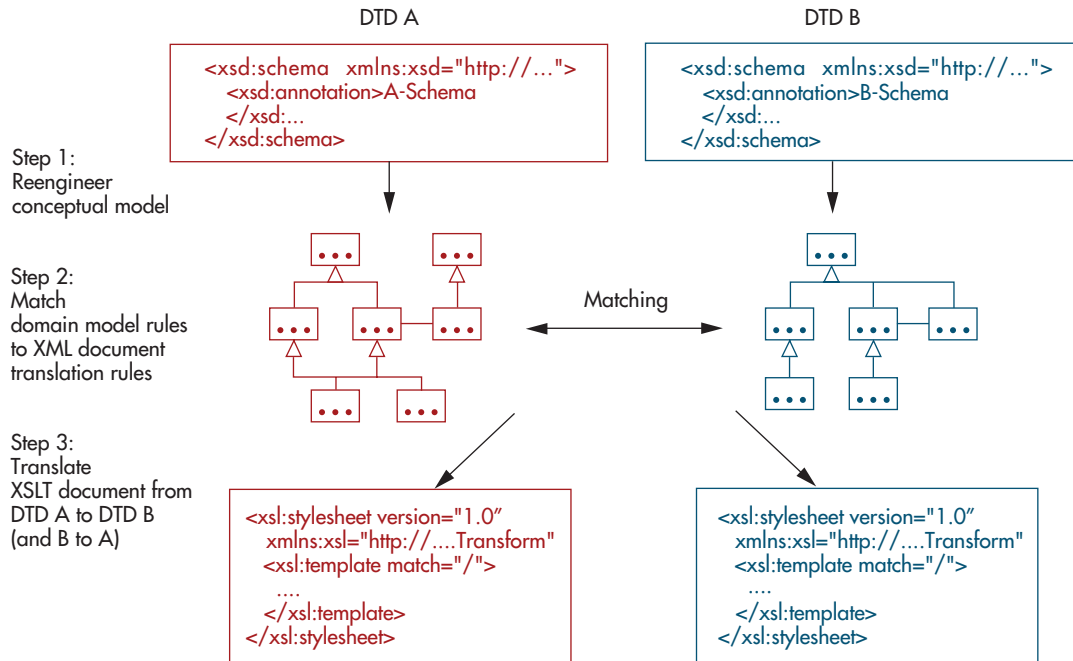 DTD A
DTD B
<xsd:schema xmlns:xsd="http://...">
<xsd:annotation>A-Schema
</xsd:...
</xsd:schema>
<xsd:schema xmlns:xsd="http://...">
<xsd:annotation>B-Schema
</xsd:...
</xsd:schema>
Step 1:
Reengineer
conceptual model
Step 2:
Match
domain model rules
to XML document
translation rules
...
...
...
...
...
...
...
Matching
...
...
...
...
...
...
Step 3:
Translate
XSLT document from
DTD A to DTD B
(and B to A)
<xsl:stylesheet version="1.0″
xmlns:xsl="http://....Transform"
<xsl:template match="/">
....
</xsl:template>
</xsl:stylesheet>
<xsl:stylesheet version="1.0″
xmlns:xsl="http://....Transform"
<xsl:template match="/">
....
</xsl:template>
</xsl:stylesheet>